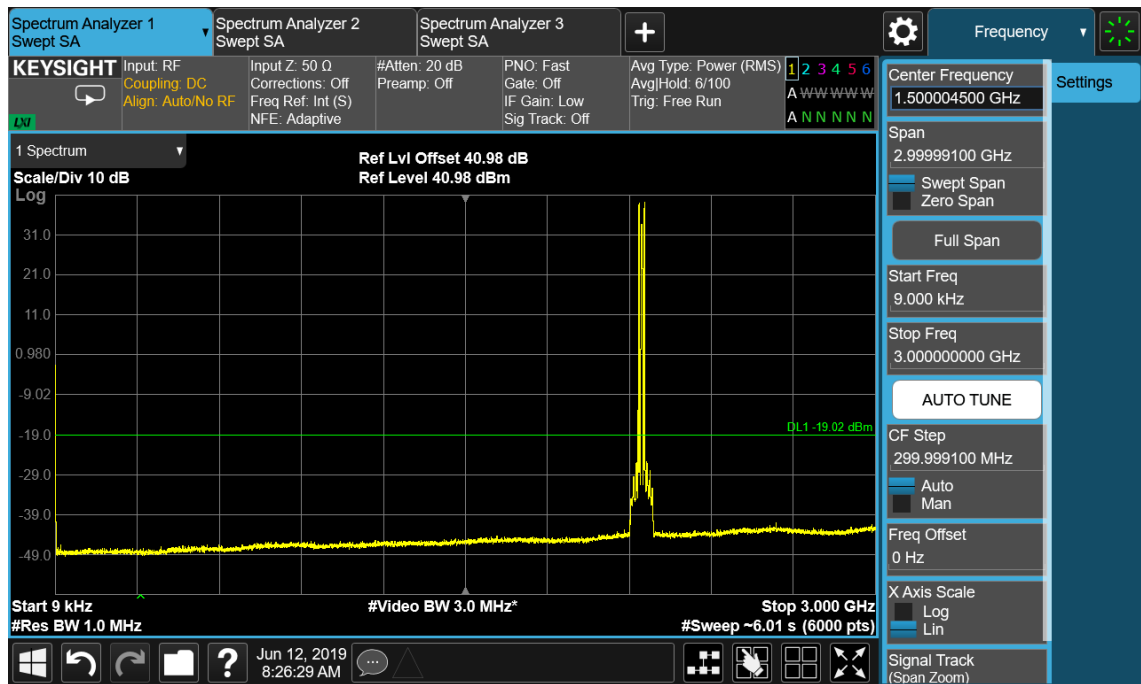 Spectrum Analyzer 1
Swept SA
Spectrum Analyzer 2
Swept SA
Spectrum Analyzer 3
Swept SA
Frequency
KEYSIGHT
LXI
Input: RF
Coupling: DC
Align: Auto/No RF
Input Z: 50 Ω
Corrections: Off
Freq Ref: Int (S)
NFE: Adaptive
#Atten: 20 dB
Preamp: Off
PNO: Fast
Gate: Off
IF Gain: Low
Sig Track: Off
Avg Type: Power (RMS)
Avg|Hold: 6/100
Trig: Free Run
1 2 3 4 5 6
A W W W W W
A N N N N N
1 Spectrum
Scale/Div 10 dB
Log
Ref Lvl Offset 40.98 dB
Ref Level 40.98 dBm
31.0
21.0
11.0
0.980
-9.02
-19.0
-29.0
-39.0
-49.0
DL1 -19.02 dBm
Start 9 kHz
#Res BW 1.0 MHz
#Video BW 3.0 MHz*
Stop 3.000 GHz
#Sweep ~6.01 s (6000 pts)
Jun 12, 2019
8:26:29 AM
Center Frequency
1.500004500 GHz
Span
2.99999100 GHz
Swept Span
Zero Span
Full Span
Start Freq
9.000 kHz
Stop Freq
3.000000000 GHz
AUTO TUNE
CF Step
299.999100 MHz
Auto
Man
Freq Offset
0 Hz
X Axis Scale
Log
Lin
Signal Track
(Span Zoom)
Settings